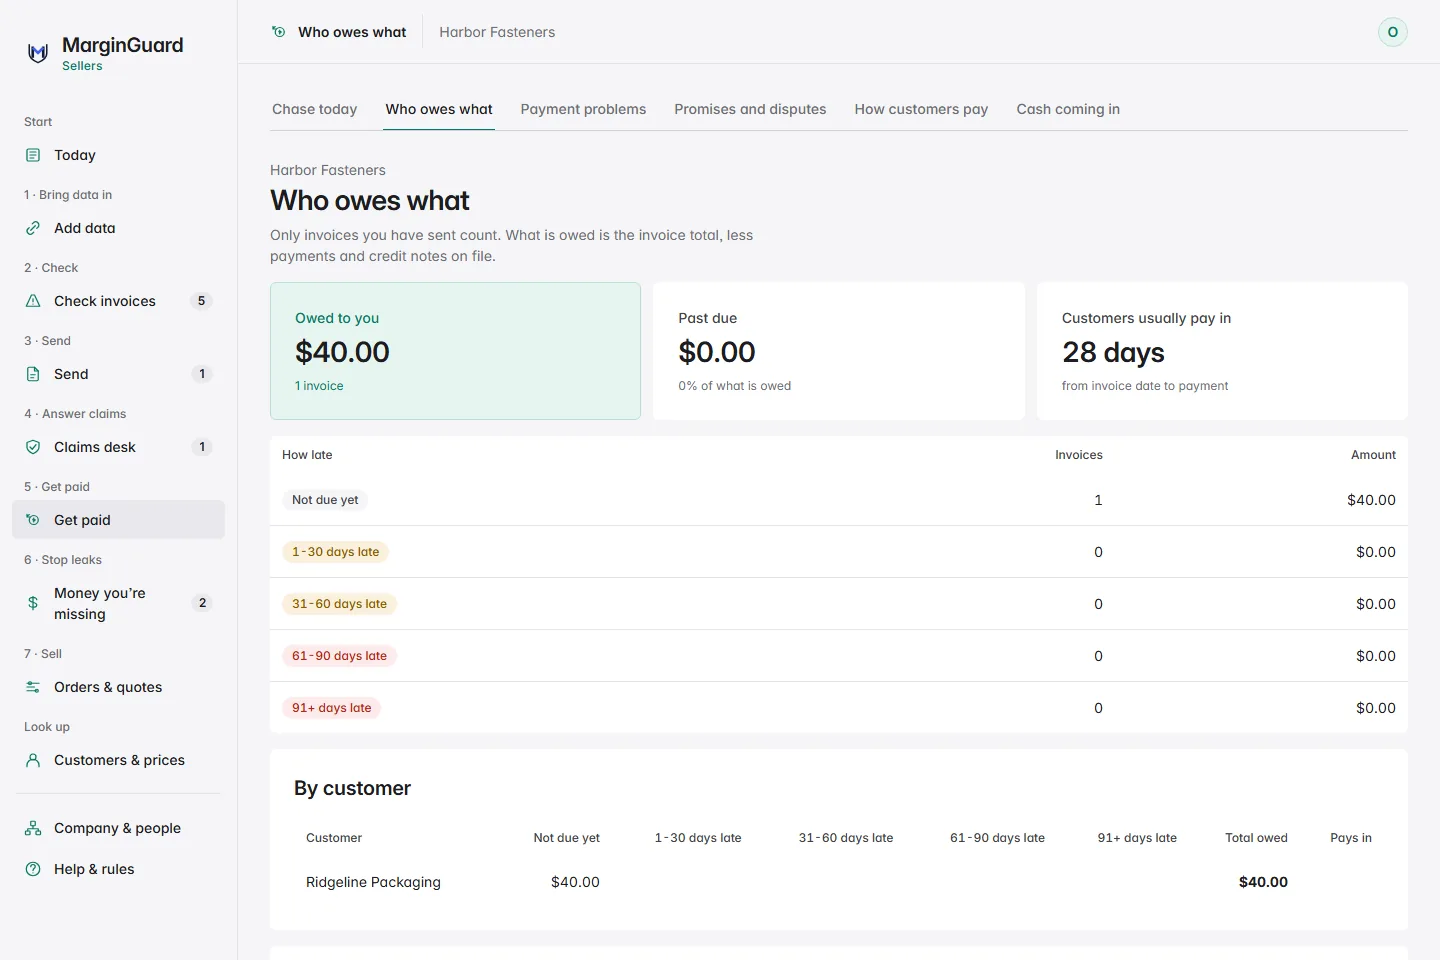 MarginGuard
Sellers
Start
Today
1 · Bring data in
Add data
2 · Check
Check invoices 5
3 · Send
Send 1
4 · Answer claims
Claims desk 1
5 · Get paid
Get paid
6 · Stop leaks
Money you're
missing 2
7 · Sell
Orders & quotes
Look up
Customers & prices
Company & people
Help & rules
Who owes what Harbor Fasteners O
Chase today Who owes what Payment problems Promises and disputes How customers pay Cash coming in
Harbor Fasteners
Who owes what
Only invoices you have sent count. What is owed is the invoice total, less
payments and credit notes on file.
Owed to you
$40.00
1 invoice
Past due
$0.00
0% of what is owed
Customers usually pay in
28 days
from invoice date to payment
How late Invoices Amount
Not due yet 1 $40.00
1-30 days late 0 $0.00
31-60 days late 0 $0.00
61-90 days late 0 $0.00
91+ days late 0 $0.00
By customer
Customer Not due yet 1-30 days late 31-60 days late 61-90 days late 91+ days late Total owed Pays in
Ridgeline Packaging $40.00 $40.00